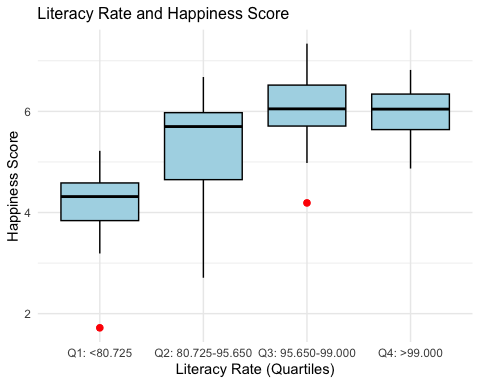 Literacy Rate and Happiness Score
Happiness Score
6
4
2
Q1: <80.725
Q2: 80.725-95.650
Q3: 95.650-99.000
Q4: >99.000
Literacy Rate (Quartiles)